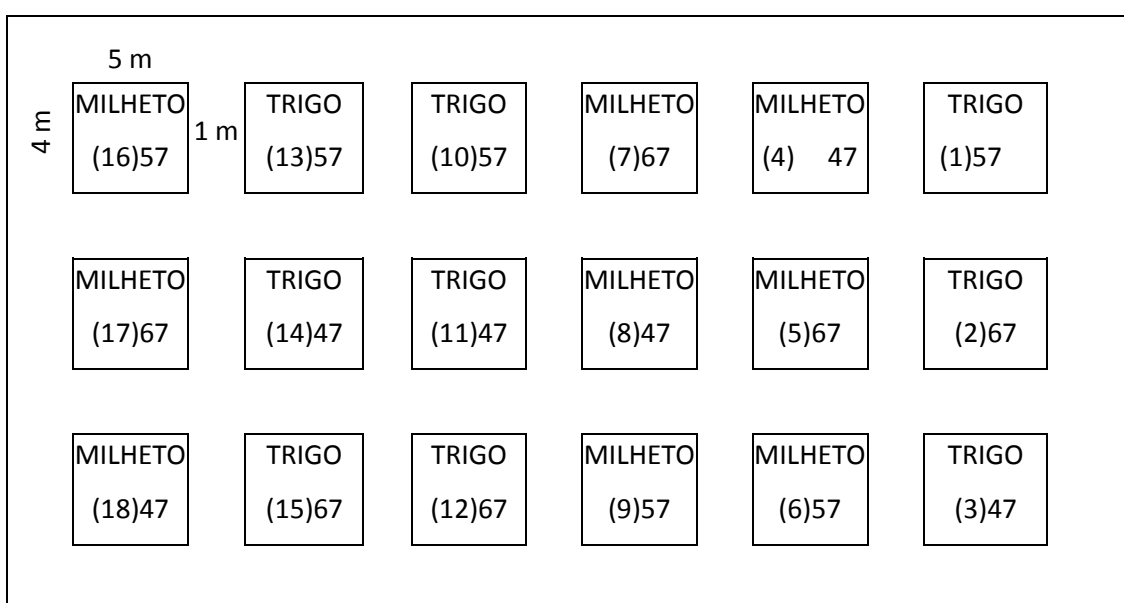 5 m
4 m
1 m
MILHETO TRIGO TRIGO MILHETO MILHETO TRIGO
(16)57 (13)57 (10)57 (7)67 (4) 47 (1)57
MILHETO TRIGO TRIGO MILHETO MILHETO TRIGO
(17)67 (14)47 (11)47 (8)47 (5)67 (2)67
MILHETO TRIGO TRIGO MILHETO MILHETO TRIGO
(18)47 (15)67 (12)67 (9)57 (6)57 (3)47